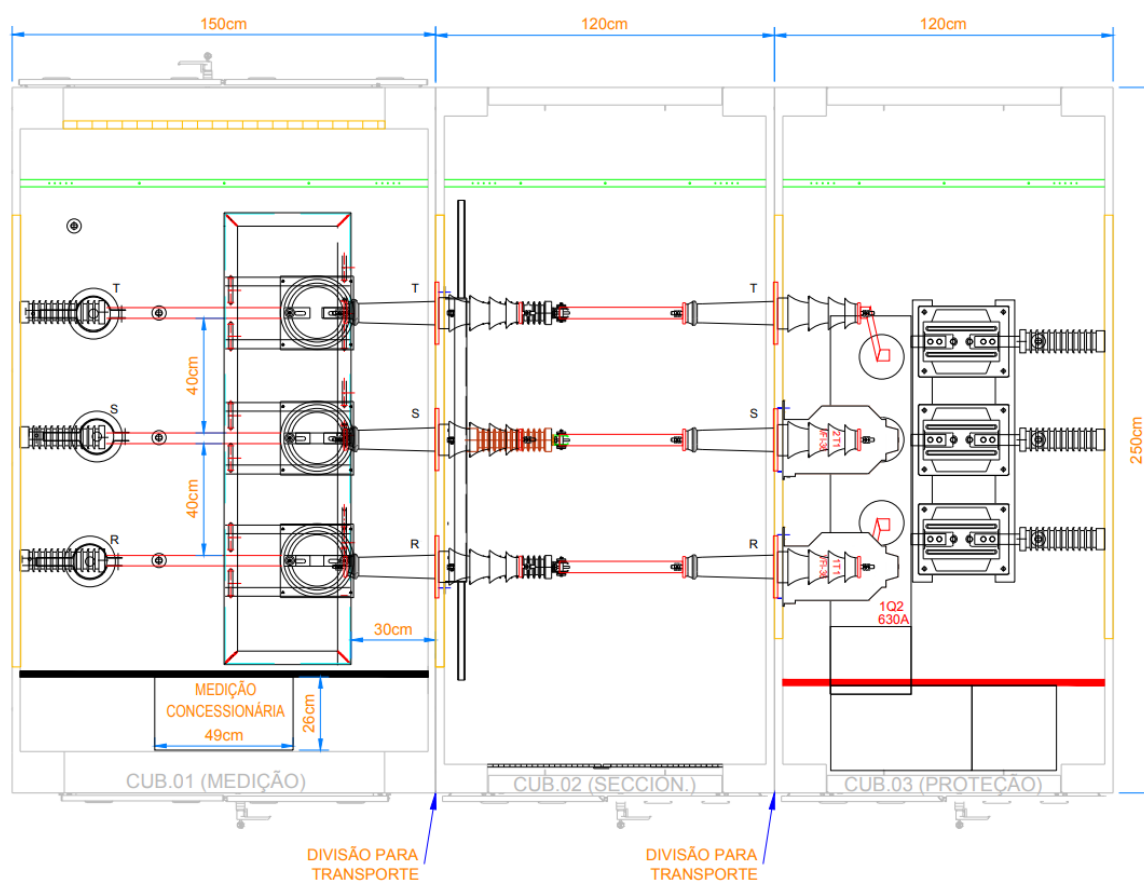 150cm
120cm
120cm
T
T
T
40cm
S
S
S
40cm
250cm
R
R
R
1Q2
630A
30cm
MEDIÇÃO
CONCESSIONÁRIA
49cm
26cm
CUB.01 (MEDIÇÃO)
CUB.02 (SECCION.)
CUB.03 (PROTEÇÃO)
DIVISÃO PARA
TRANSPORTE
DIVISÃO PARA
TRANSPORTE